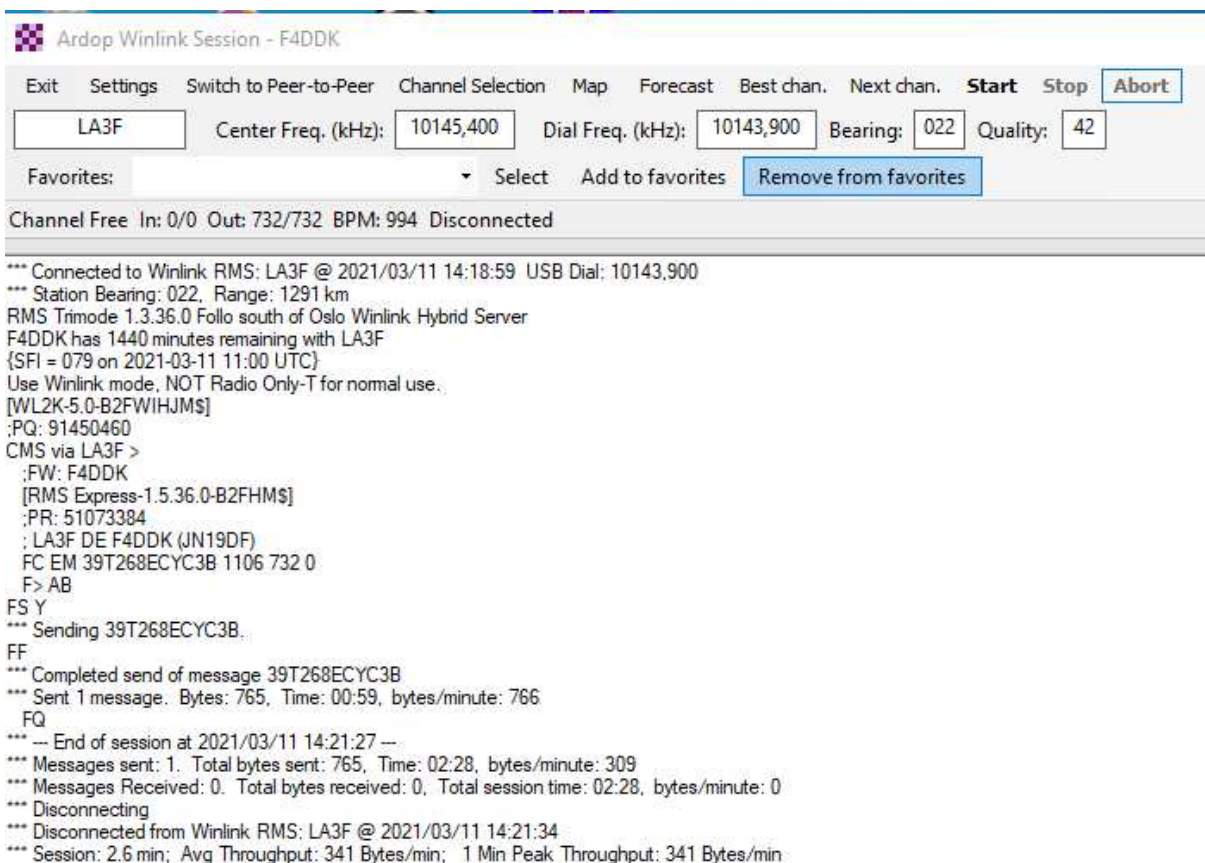 Ardop Winlink Session - F4DDK
Exit Settings Switch to Peer-to-Peer Channel Selection Map Forecast Best chan. Next chan. Start Stop Abort
LA3F Center Freq. (kHz): 10145,400 Dial Freq. (kHz): 10143,900 Bearing: 022 Quality: 42
Favorites: Select Add to favorites Remove from favorites
Channel Free In: 0/0 Out: 732/732 BPM: 994 Disconnected
*** Connected to Winlink RMS: LA3F @ 2021/03/11 14:18:59 USB Dial: 10143,900
*** Station Bearing: 022, Range: 1291 km
RMS Trimode 1.3.36.0 Follo south of Oslo Winlink Hybrid Server
F4DDK has 1440 minutes remaining with LA3F
{SFI = 079 on 2021-03-11 11:00 UTC}
Use Winlink mode, NOT Radio Only-T for normal use.
[WL2K-5.0-B2FWIHJM$]
;PQ: 91450460
CMS via LA3F >
;FW: F4DDK
[RMS Express-1.5.36.0-B2FHM$]
;PR: 51073384
; LA3F DE F4DDK (JN19DF)
FC EM 39T268ECYC3B 1106 732 0
F> AB
FS Y
*** Sending 39T268ECYC3B.
FF
*** Completed send of message 39T268ECYC3B
*** Sent 1 message. Bytes: 765, Time: 00:59, bytes/minute: 766
FQ
*** --- End of session at 2021/03/11 14:21:27 ---
*** Messages sent: 1. Total bytes sent: 765, Time: 02:28, bytes/minute: 309
*** Messages Received: 0. Total bytes received: 0, Total session time: 02:28, bytes/minute: 0
*** Disconnecting
*** Disconnected from Winlink RMS: LA3F @ 2021/03/11 14:21:34
*** Session: 2.6 min; Avg Throughput: 341 Bytes/min; 1 Min Peak Throughput: 341 Bytes/min